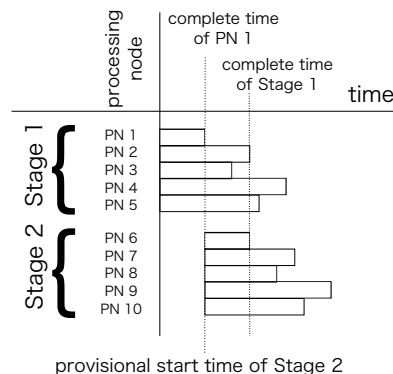 complete time
of PN 1
processing
node
complete time
of Stage 1
time
Stage 1
PN 1
PN 2
PN 3
PN 4
PN 5
Stage 2
PN 6
PN 7
PN 8
PN 9
PN 10
provisional start time of Stage 2